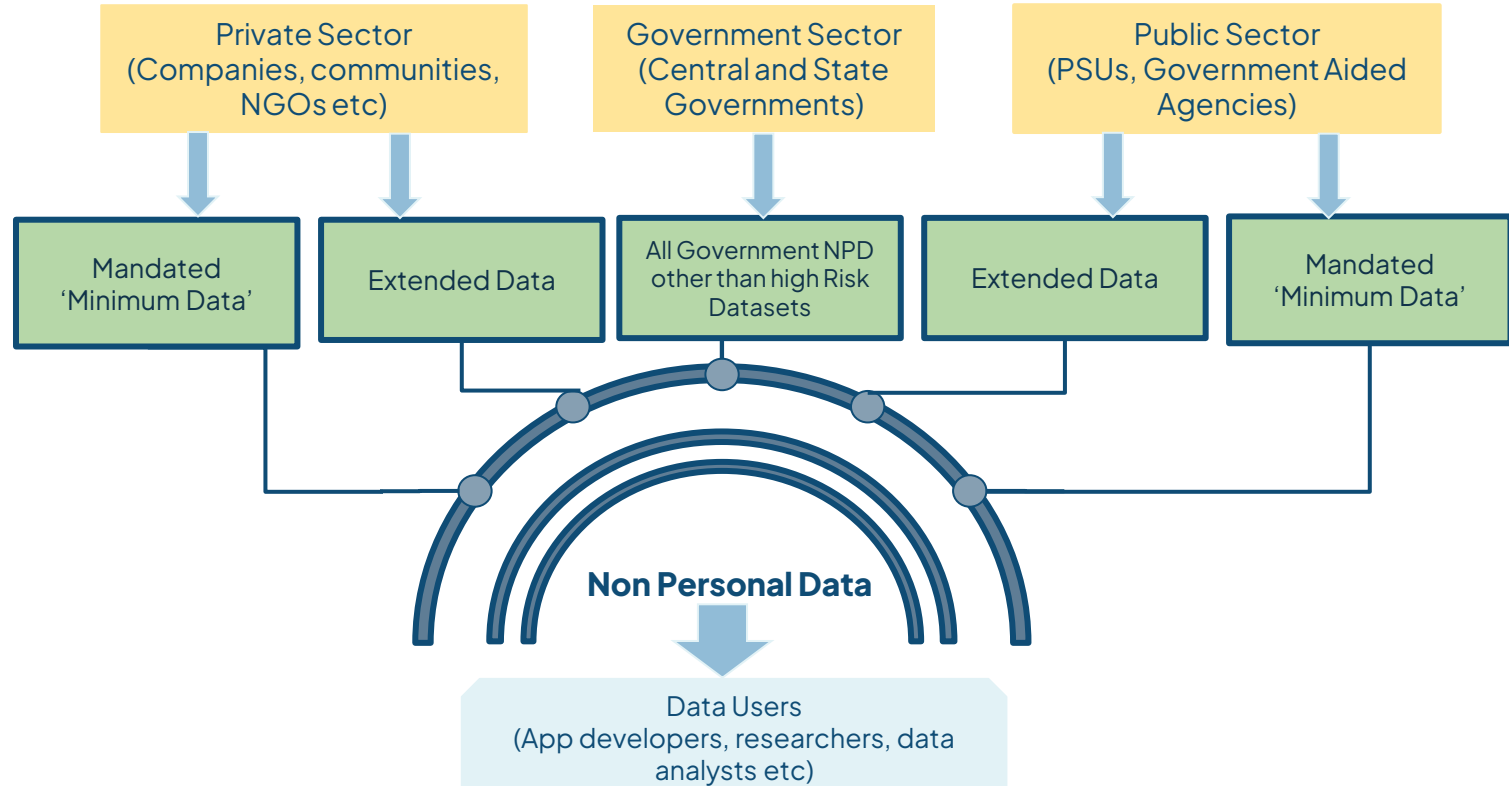 Private Sector
(Companies, communities,
NGOs etc)
Government Sector
(Central and State
Governments)
Public Sector
(PSUs, Government Aided
Agencies)
Mandated
‘Minimum Data’
Extended Data
All Government NPD
other than high Risk
Datasets
Extended Data
Mandated
‘Minimum Data’
Non Personal Data
Data Users
(App developers, researchers, data
analysts etc)